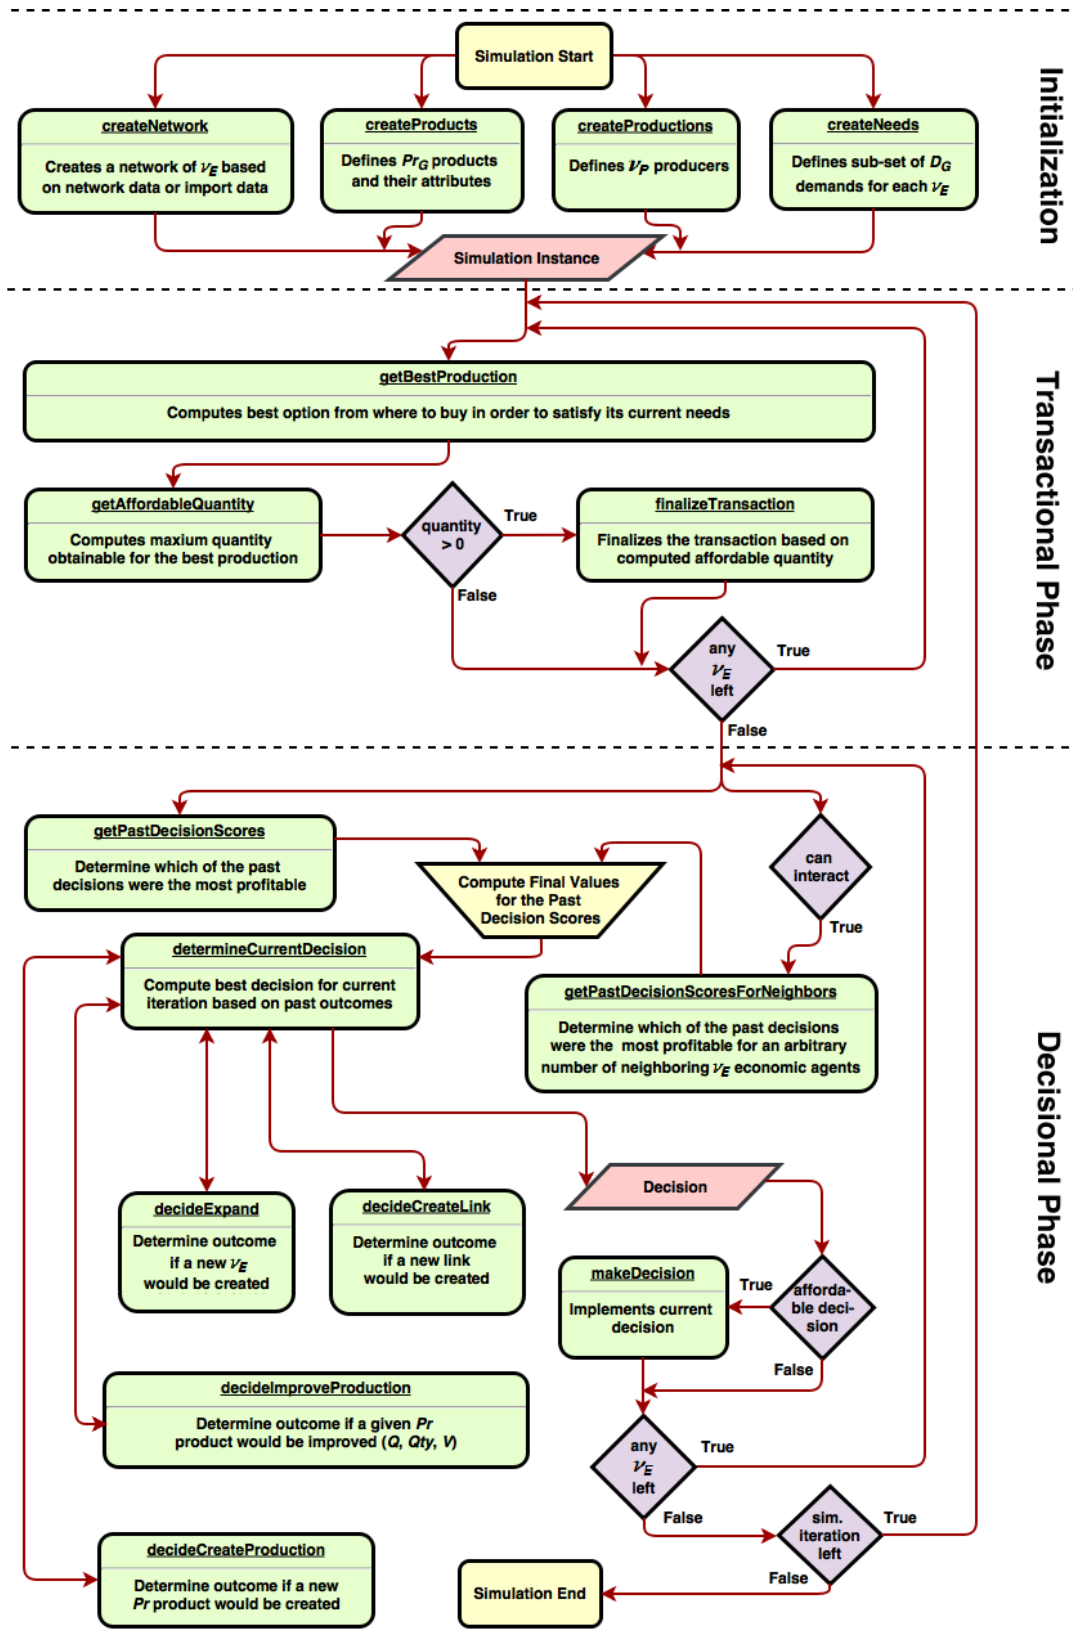 Simulation Start
Initialization
createNetwork
Creates a network of 𝜈E based
on network data or import data
createProducts
Defines PrG products
and their attributes
createProductions
Defines 𝜈P producers
createNeeds
Defines sub-set of DG
demands for each 𝜈E
Simulation Instance
Transactional Phase
getBestProduction
Computes best option from where to buy in order to satisfy its current needs
getAffordableQuantity
Computes maxium quantity
obtainable for the best production
quantity
> 0
True
False
finalizeTransaction
Finalizes the transaction based on
computed affordable quantity
any
𝜈E
left
True
False
Decisional Phase
getPastDecisionScores
Determine which of the past
decisions were the most profitable
Compute Final Values
for the Past
Decision Scores
can
interact
True
determineCurrentDecision
Compute best decision for current
iteration based on past outcomes
getPastDecisionScoresForNeighbors
Determine which of the past decisions
were the most profitable for an arbitrary
number of neighboring 𝜈E economic agents
decideExpand
Determine outcome
if a new 𝜈E
would be created
decideCreateLink
Determine outcome
if a new link
would be created
Decision
makeDecision
Implements current
decision
True
afforda-
ble deci-
sion
False
decideImproveProduction
Determine outcome if a given Pr
product would be improved (Q, Qty, V)
any
𝜈E
left
True
False
sim.
iteration
left
True
False
decideCreateProduction
Determine outcome if a new
Pr product would be created
Simulation End